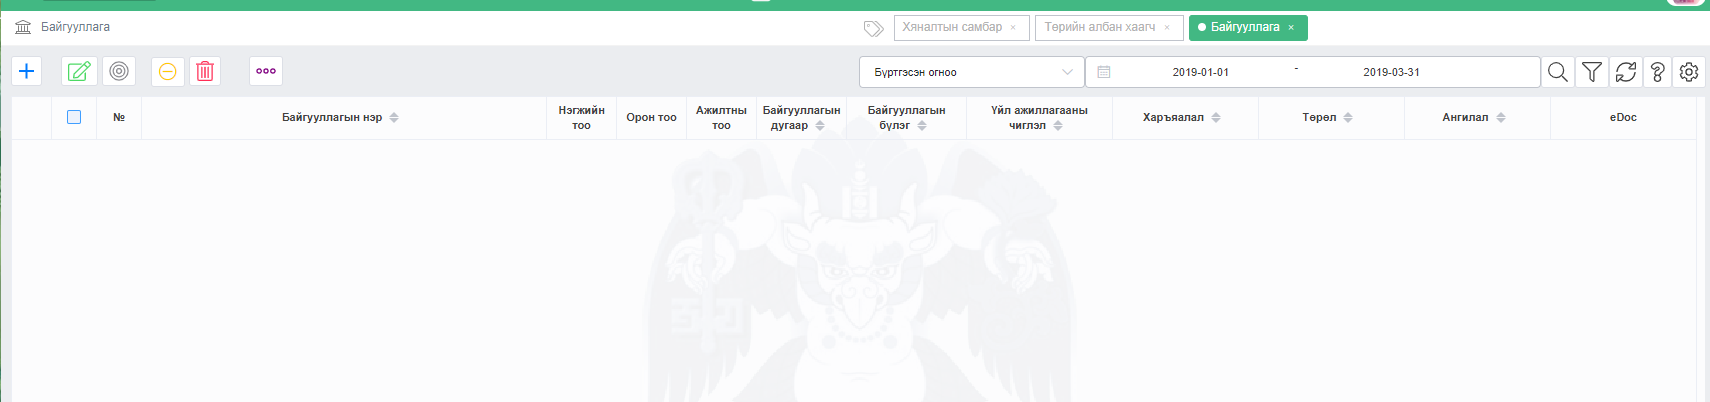 Байгууллага
Хяналтын самбар ×
Төрийн албан хаагч ×
Байгууллага ×
Бүртгэсэн огноо
2019-01-01 - 2019-03-31
№
Байгууллагын нэр
Нэгжийн
тоо
Орон тоо
Ажилтны
тоо
Байгууллагын
дугаар
Байгууллагын
бүлэг
Үйл ажиллагааны
чиглэл
Харъяалал
Төрөл
Ангилал
eDoc